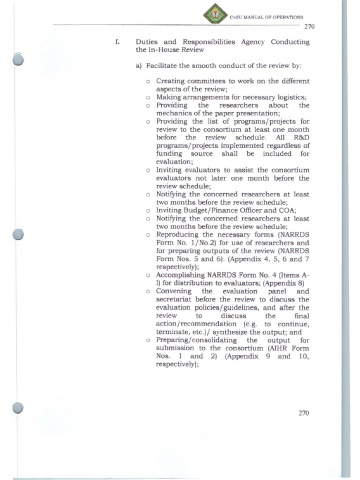 CvSU MANUAL OF OPERATIONS
270
f. Duties and Responsibilities Agency Conducting
the In-House Review
a) Facilitate the smooth conduct of the review by:
o Creating committees to work on the different
aspects of the review;
o Making arrangements for necessary logistics;
o Providing the researchers about the
mechanics of the paper presentation;
o Providing the list of programs/projects for
review to the consortium at least one month
before the review schedule. All R&D
programs/projects implemented regardless of
funding source shall be included for
evaluation;
o Inviting evaluators to assist the consortium
evaluators not later one month before the
review schedule;
o Notifying the concerned researchers at least
two months before the review schedule;
o Inviting Budget/Finance Officer and COA;
o Notifying the concerned researchers at least
two months before the review schedule;
o Reproducing the necessary forms (NARRDS
Form No. 1/No.2) for use of researchers and
for preparing outputs of the review (NARRDS
Form Nos. 5 and 6). (Appendix 4, 5, 6 and 7
respectively);
o Accomplishing NARRDS Form No. 4 (Items A-
I) for distribution to evaluators; (Appendix 8)
o Convening the evaluation panel and
secretariat before the review to discuss the
evaluation policies/guidelines, and after the
review to discuss the final
action/recommendation (e.g. to continue,
terminate, etc.)/ synthesize the output; and
o Preparing/consolidating the output for
submission to the consortium (AIHR Form
Nos. 1 and 2) (Appendix 9 and 10,
respectively);
270